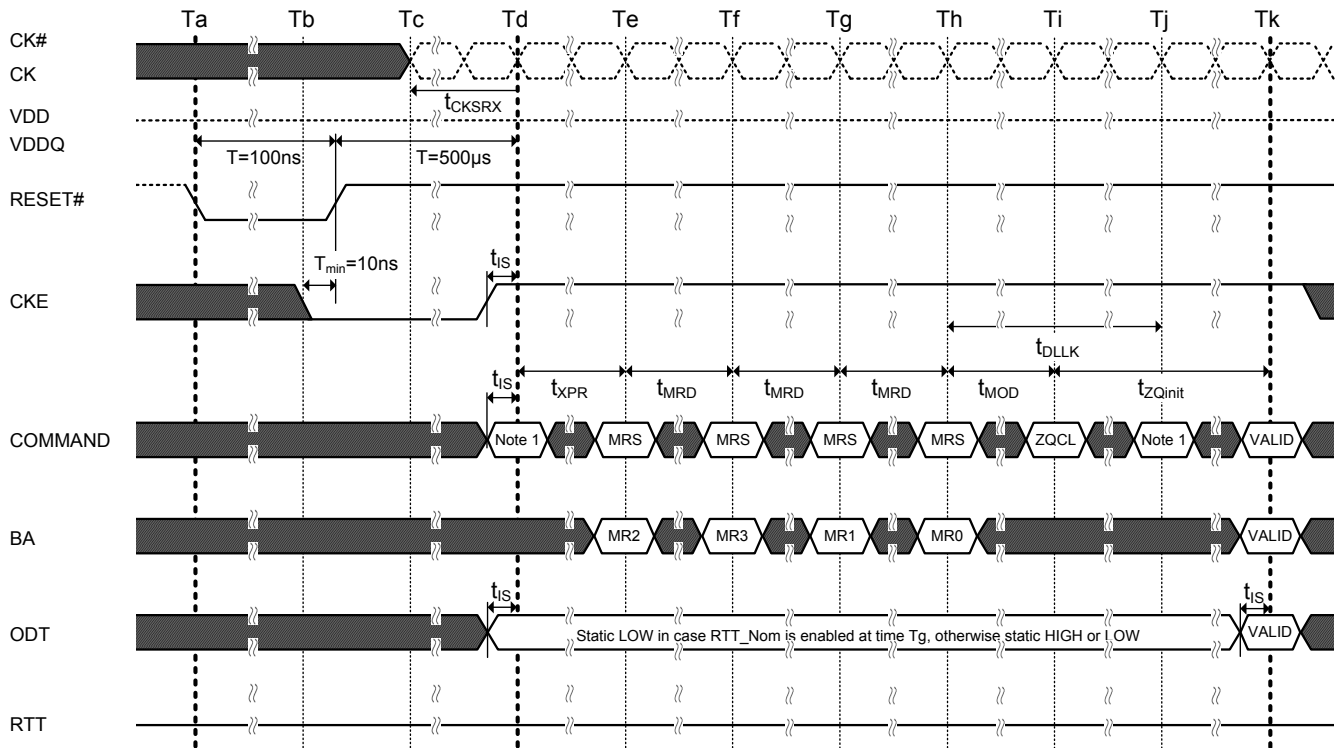 Ta Tb Tc Td Te Tf Tg Th Ti Tj Tk
CK#
CK
tCKSRX
VDD
VDDQ
T=100ns T=500µs
RESET#
Tmin=10ns tIS
CKE
tDLLK
tIS tXPR tMRD tMRD tMRD tMOD tZQinit
COMMAND Note 1 MRS MRS MRS MRS ZQCL Note 1 VALID
BA MR2 MR3 MR1 MR0 VALID
tIS tIS
ODT Static LOW in case RTT_Nom is enabled at time Tg, otherwise static HIGH or LOW VALID
RTT